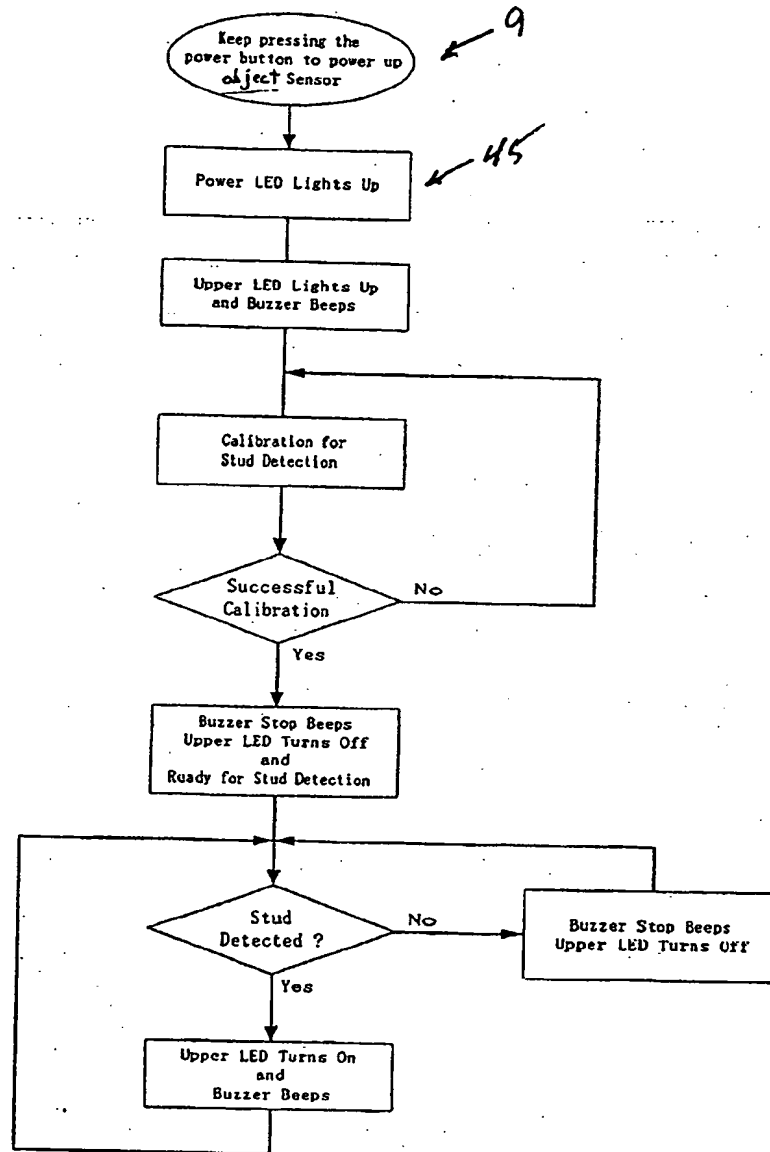 Keep pressing the
power button to power up
object Sensor
9
Power LED Lights Up
45
Upper LED Lights Up
and Buzzer Beeps
Calibration for
Stud Detection
Successful
Calibration
No
Yes
Buzzer Stop Beeps
Upper LED Turns Off
and
Ready for Stud Detection
Stud
Detected ?
No
Buzzer Stop Beeps
Upper LED Turns Off
Yes
Upper LED Turns On
and
Buzzer Beeps